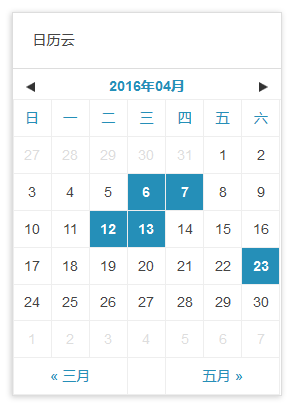 日历云
◀ 2016年04月 ▶
日 一 二 三 四 五 六
27 28 29 30 31 1 2
3 4 5 6 7 8 9
10 11 12 13 14 15 16
17 18 19 20 21 22 23
24 25 26 27 28 29 30
1 2 3 4 5 6 7
« 三月 五月 »